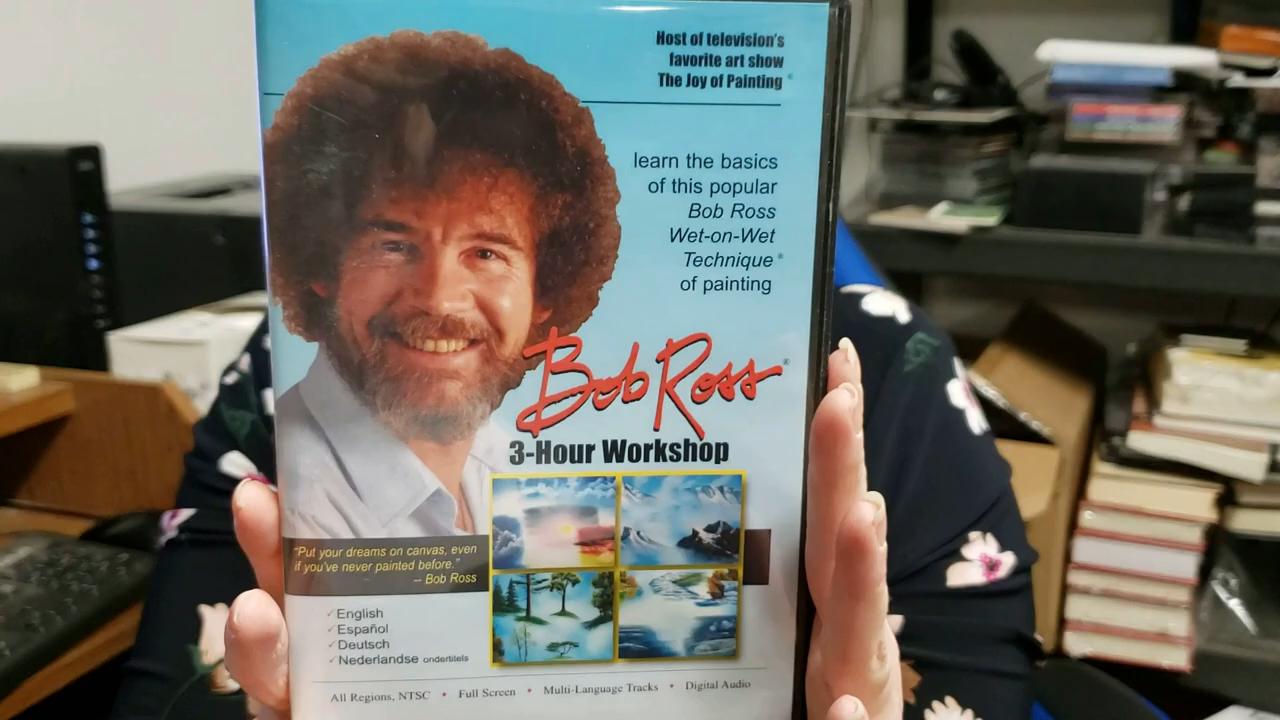 Host of television's
favorite art show
The Joy of Painting®
learn the basics
of this popular
Bob Ross
Wet-on-Wet
Technique®
of painting
Bob Ross®
3-Hour Workshop
"Put your dreams on canvas, even
if you've never painted before."
-- Bob Ross
✓English
✓Español
✓Deutsch
✓Nederlandse ondertitels
All Regions, NTSC • Full Screen • Multi-Language Tracks • Digital Audio